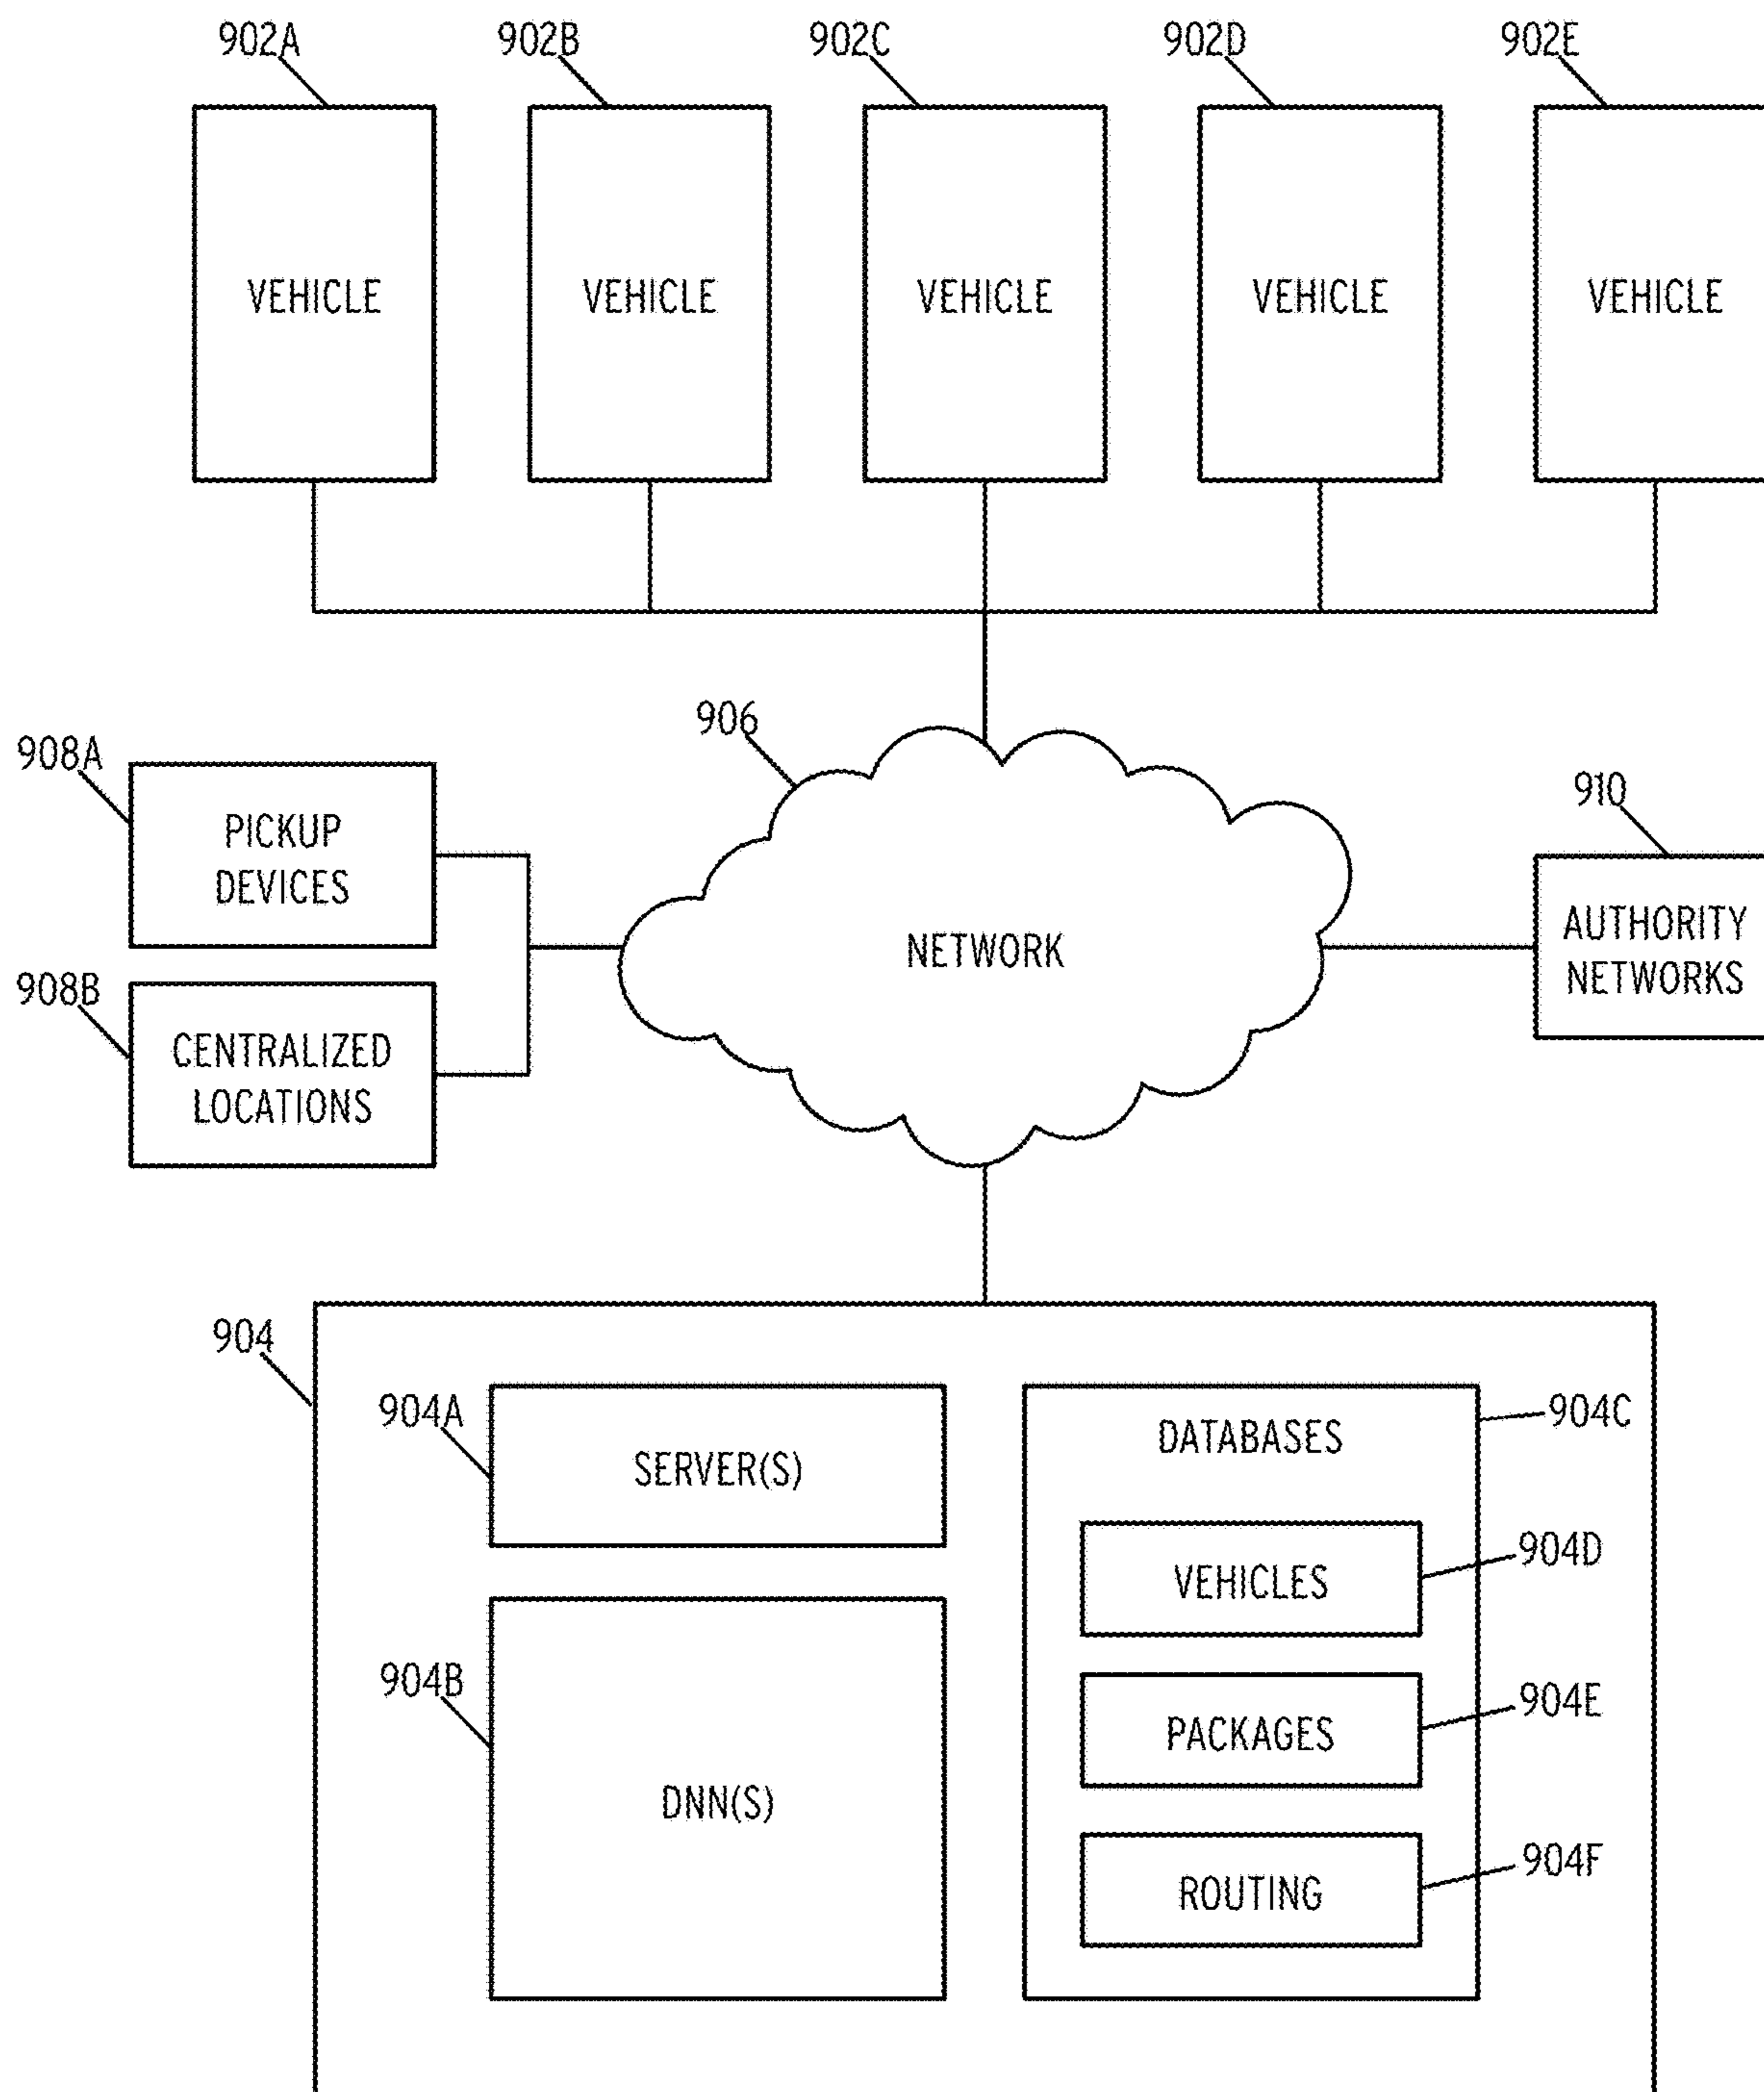 902A
902B
902C
902D
902E
VEHICLE
VEHICLE
VEHICLE
VEHICLE
VEHICLE
906
908A
PICKUP
DEVICES
910
AUTHORITY
NETWORKS
NETWORK
908B
CENTRALIZED
LOCATIONS
904
904A
SERVER(S)
904B
DNN(S)
DATABASES
904C
VEHICLES
904D
PACKAGES
904E
ROUTING
904F